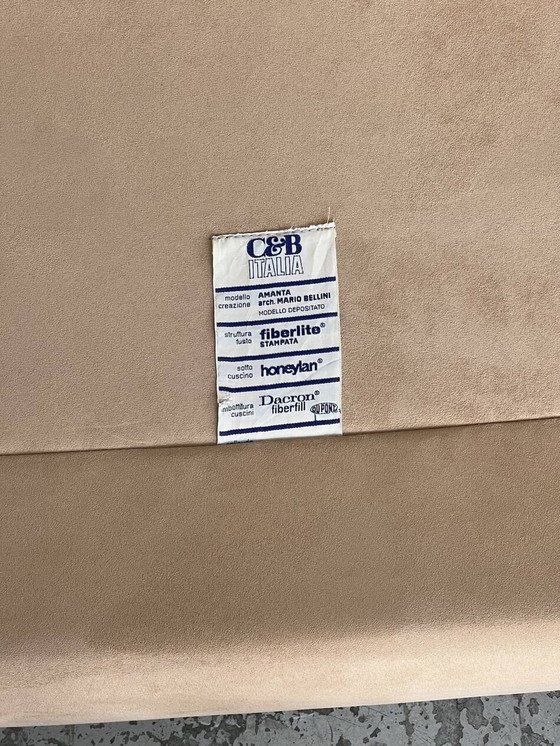 C&B
ITALIA
modello AMANTA
creazione arch. MARIO BELLINI
MODELLO DEPOSITATO
struttura fiberlite®
fusto STAMPATA
sotto honeylan®
cuscino
imbottitura Dacron®
cuscini fiberfill DU PONT